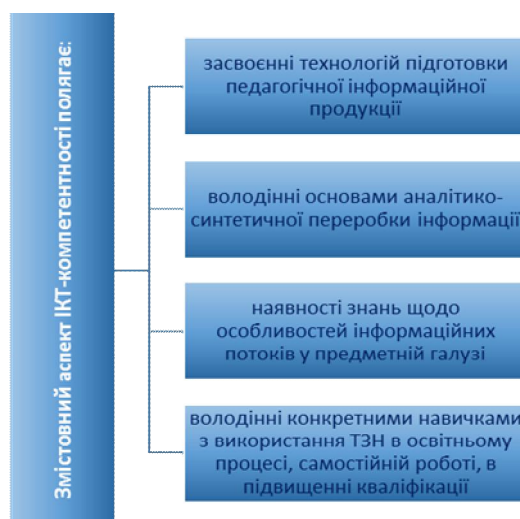 Змістовний аспект ІКТ-компетентності полягає:
засвоєнні технологій підготовки
педагогічної інформаційної
продукції
володінні основами аналітико-
синтетичної переробки інформації
наявності знань щодо
особливостей інформаційних
потоків у предметній галузі
володінні конкретними навичками
з використання ТЗН в освітньому
процесі, самостійній роботі, в
підвищенні кваліфікації